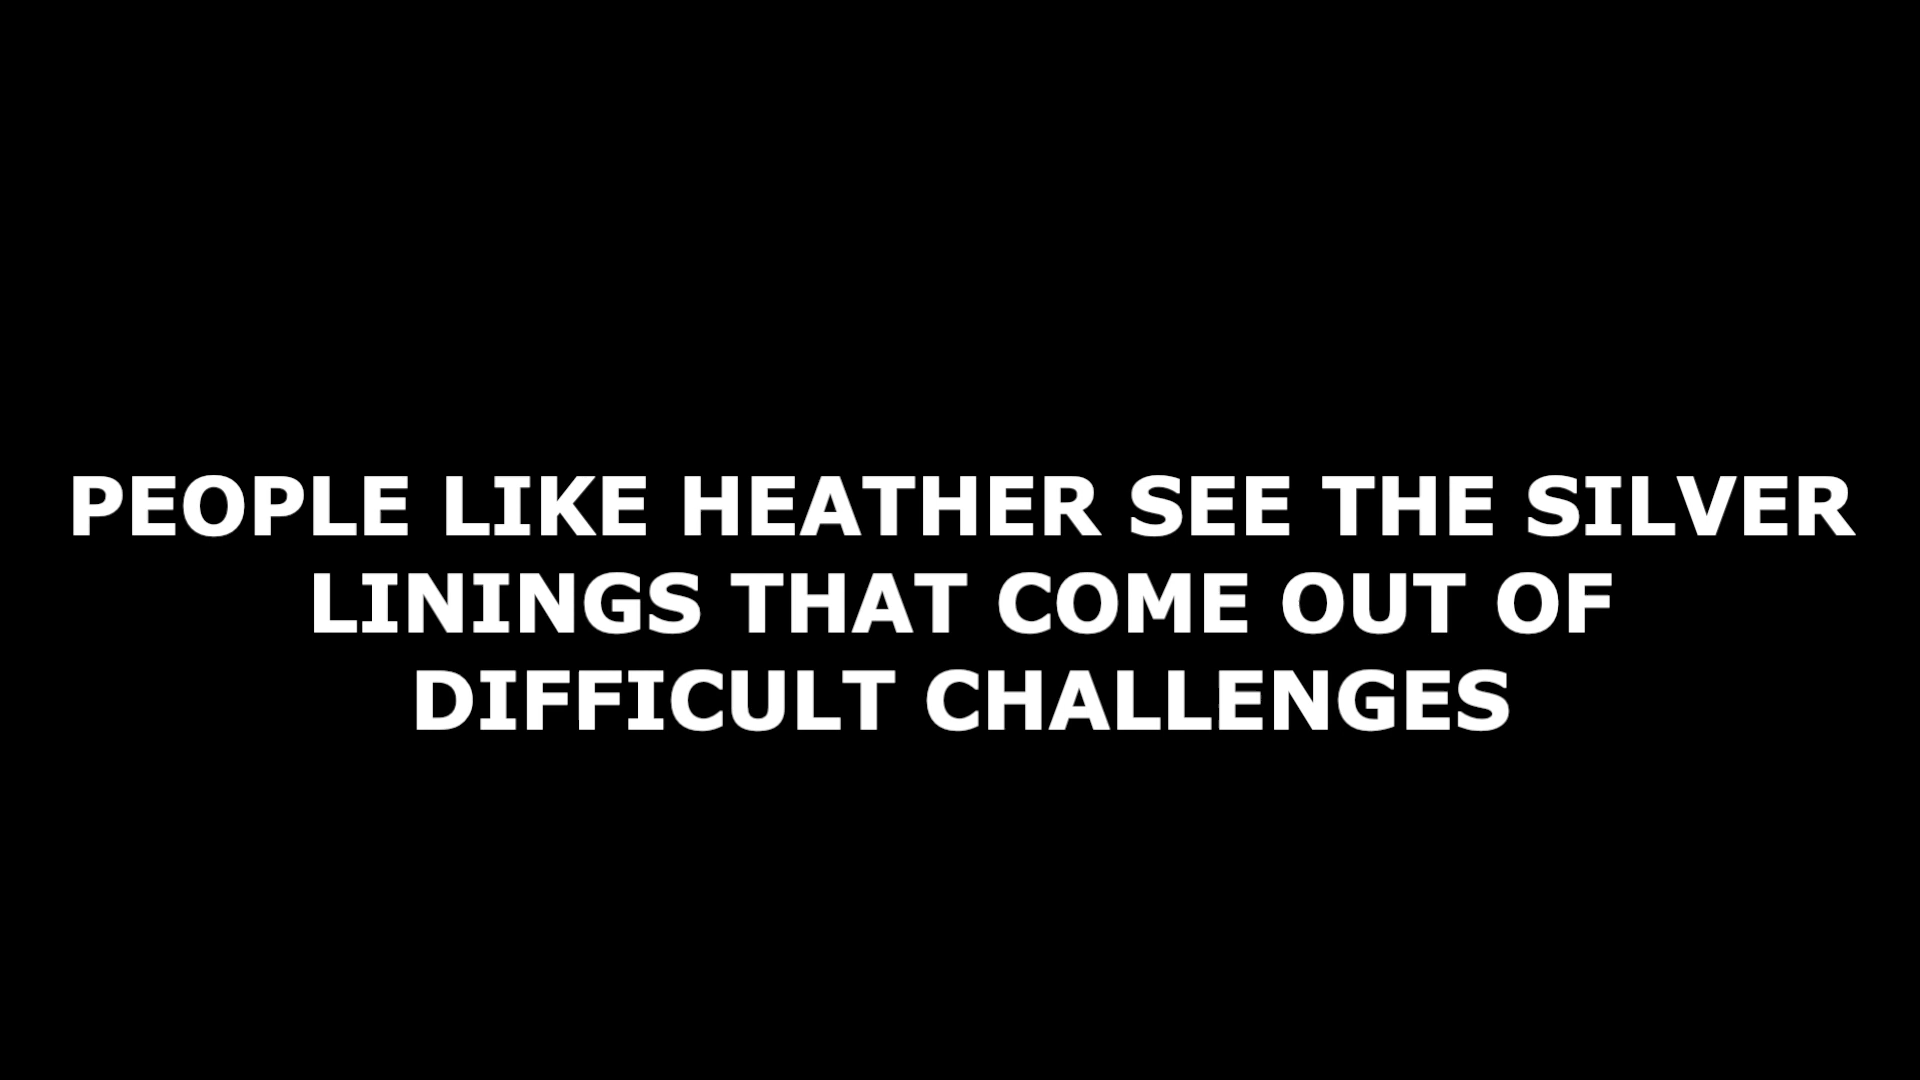 PEOPLE LIKE HEATHER SEE THE SILVER
LININGS THAT COME OUT OF
DIFFICULT CHALLENGES